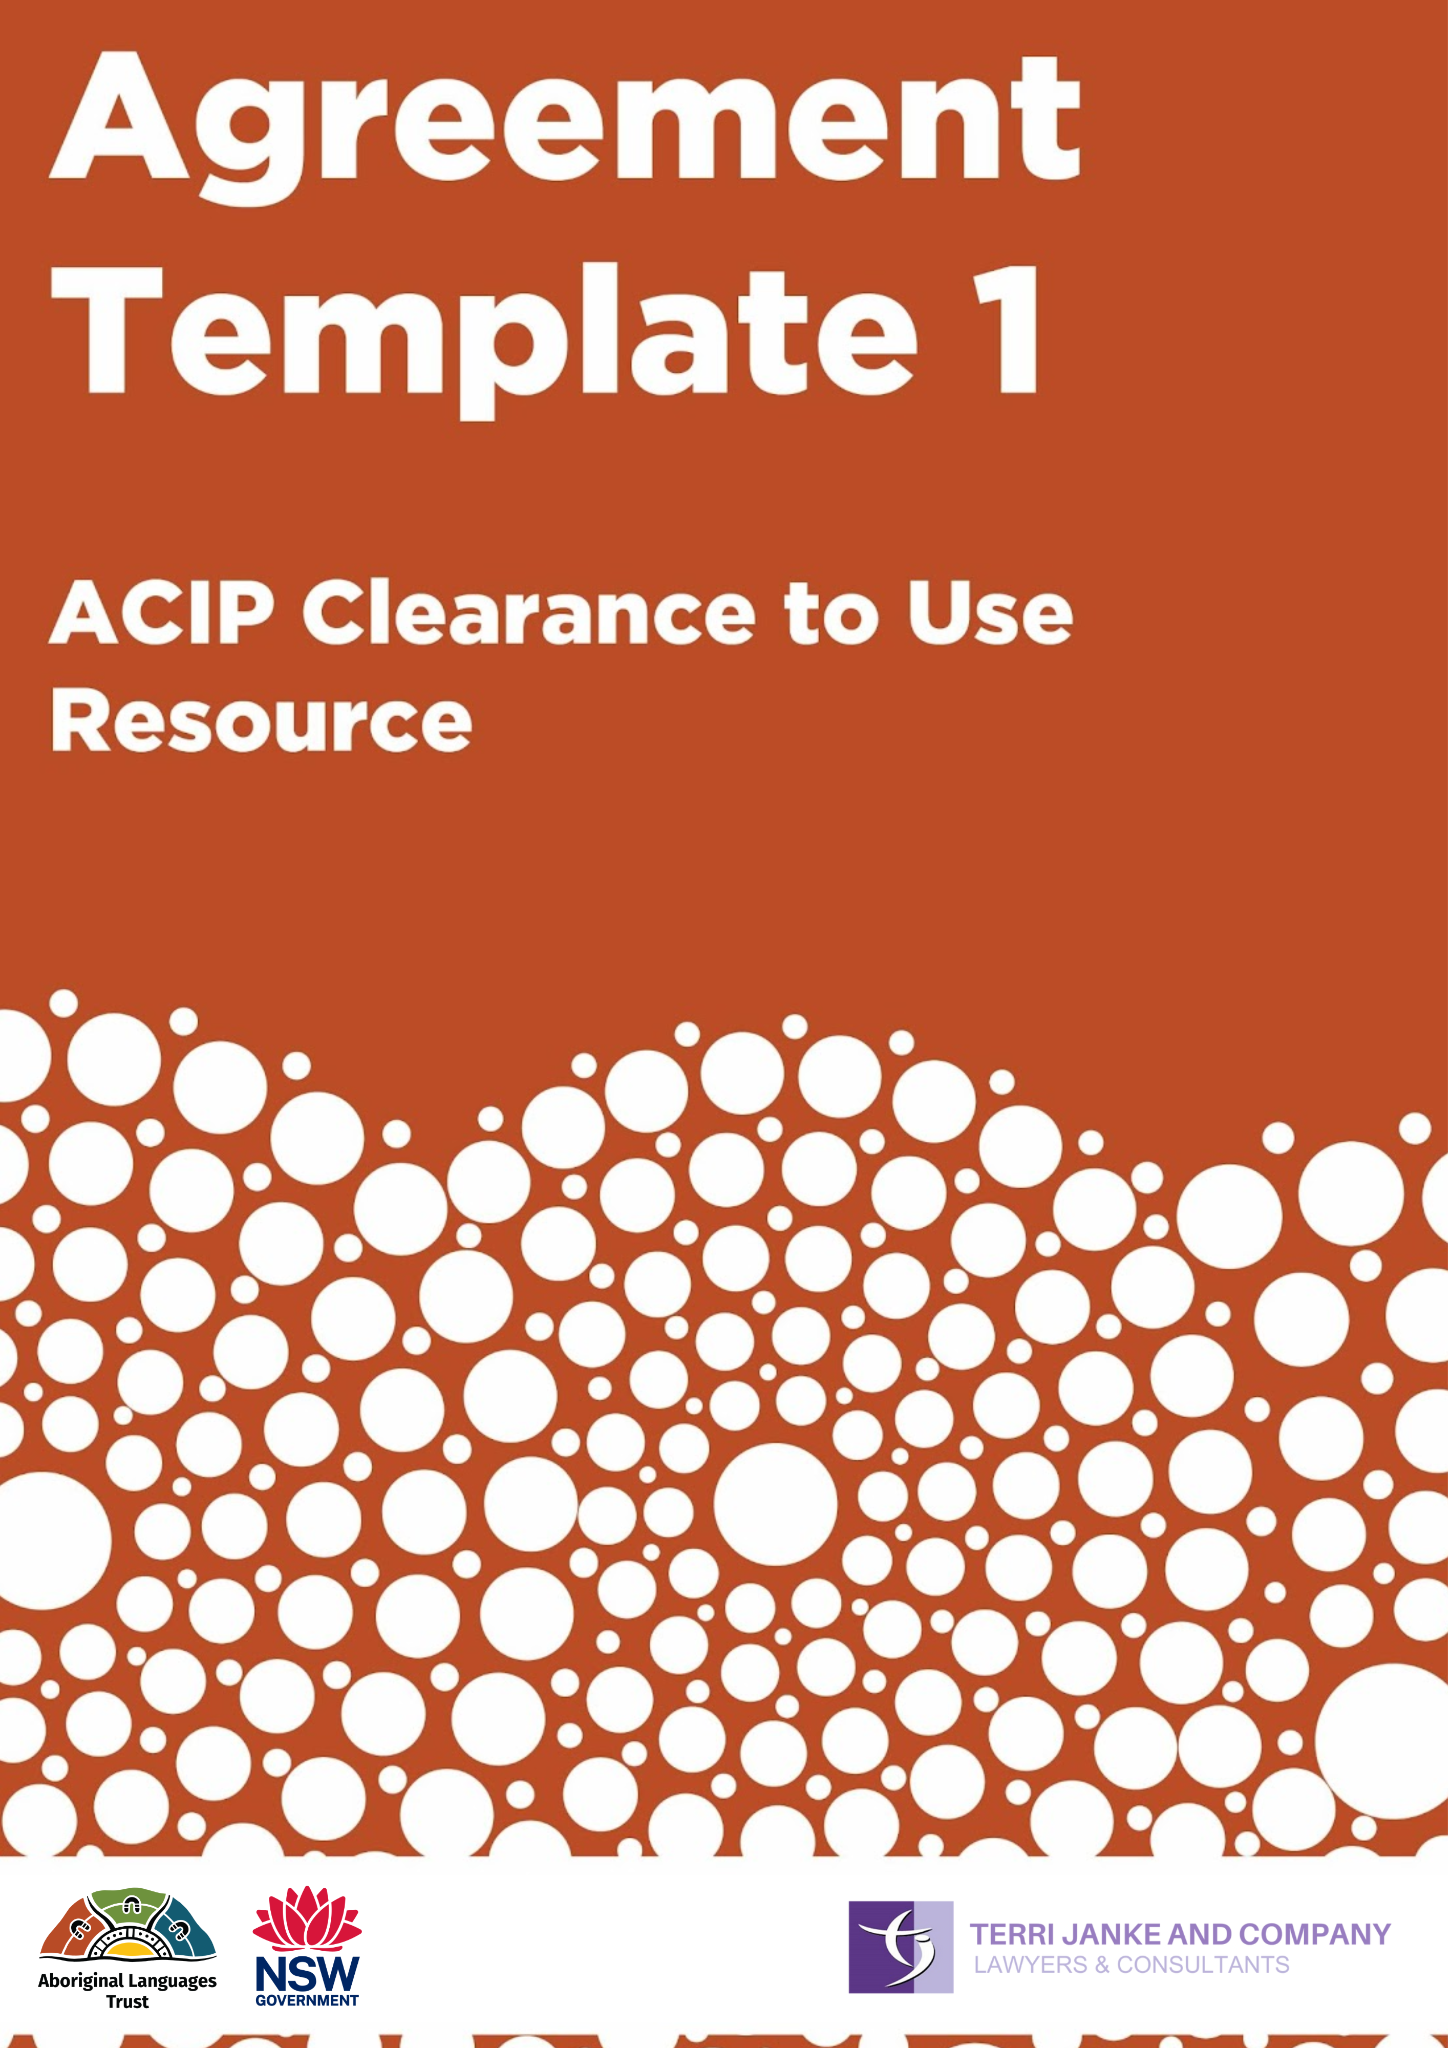 Agreement
Template 1
ACIP Clearance to Use
Resource
Aboriginal Languages
Trust
NSW
GOVERNMENT
TERRI JANKE AND COMPANY
LAWYERS & CONSULTANTS